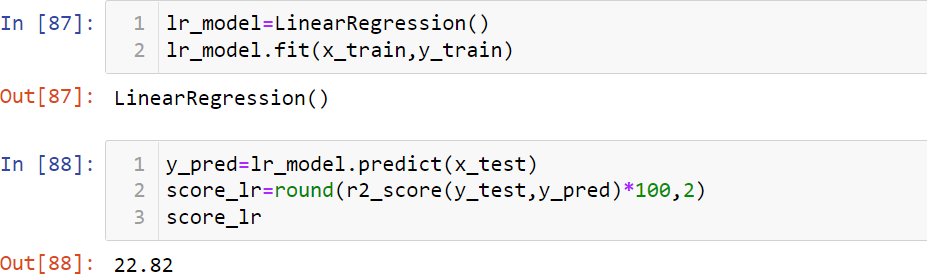 In [87]: 1 lr_model=LinearRegression()
2 lr_model.fit(x_train,y_train)
Out[87]: LinearRegression()
In [88]: 1 y_pred=lr_model.predict(x_test)
2 score_lr=round(r2_score(y_test,y_pred)*100,2)
3 score_lr
Out[88]: 22.82